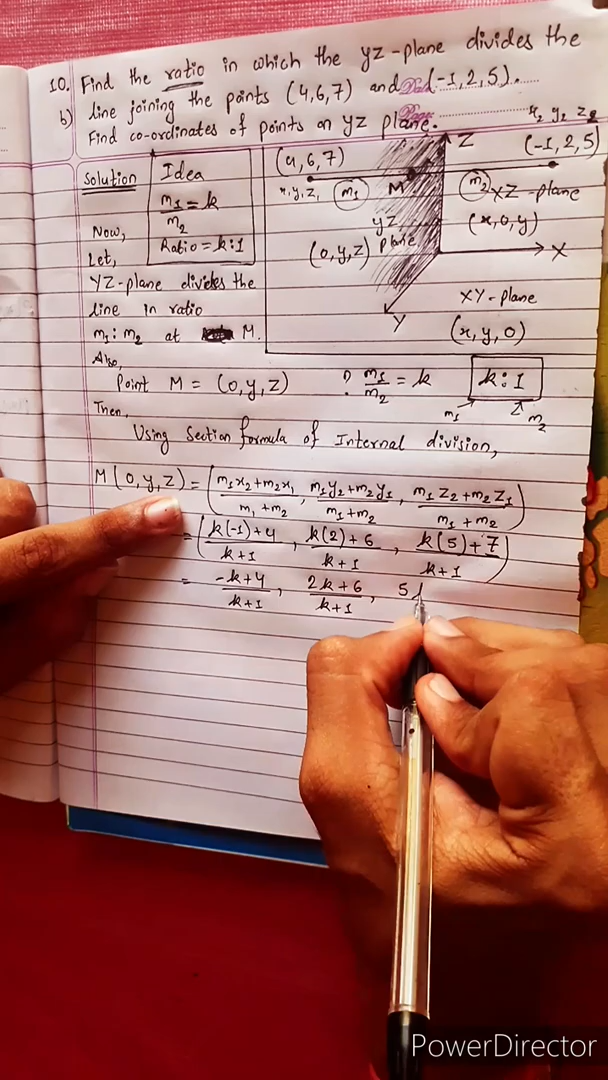 10. Find the ratio in which the yz-plane divides the
b) line joining the points (4,6,7) and (-1,2,5).
Find co-ordinates of points on yz plane.
Date
Page
x₂ y₂ z₂
Solution
Idea
m₁/m₂ = k
Ratio = k:1
(4,6,7)
x₁ y₁ z₁
m₁
M
Z
(-1,2,5)
m₂
XZ-plane
(x,0,y)
yz
plane
(0,y,z)
X
Y
XY-plane
(x,y,0)
Now,
Let,
YZ-plane divides the
line in ratio
m₁:m₂ at M.
Also,
Point M = (0,y,z)
∴ m₁/m₂ = k
k:1
m₁
m₂
Then,
Using Section formula of Internal division,
M(0,y,z) = (m₁x₂+m₂x₁/m₁+m₂, m₁y₂+m₂y₁/m₁+m₂, m₁z₂+m₂z₁/m₁+m₂)
= (k(-1)+4/k+1, k(2)+6/k+1, k(5)+7/k+1)
= -k+4/k+1, 2k+6/k+1, 5
PowerDirector